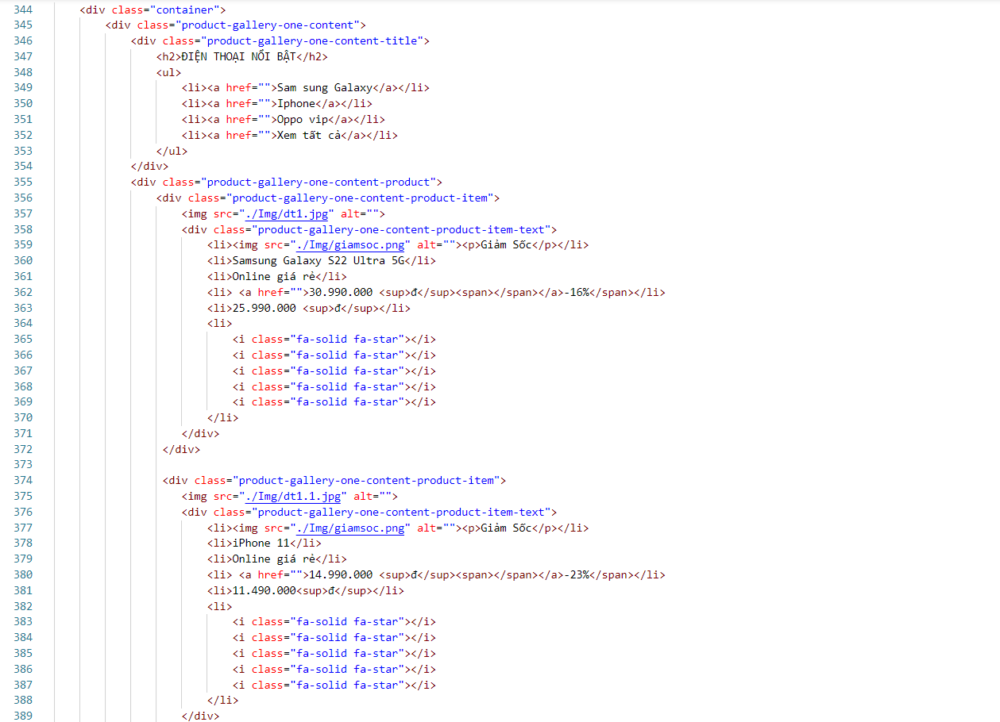 344 <div class="container">
345 <div class="product-gallery-one-content">
346 <div class="product-gallery-one-content-title">
347 <h2>ĐIỆN THOẠI NỔI BẬT</h2>
348 <ul>
349 <li><a href="">Sam sung Galaxy</a></li>
350 <li><a href="">Iphone</a></li>
351 <li><a href="">Oppo vip</a></li>
352 <li><a href="">Xem tất cả</a></li>
353 </ul>
354 </div>
355 <div class="product-gallery-one-content-product">
356 <div class="product-gallery-one-content-product-item">
357 <img src="./Img/dt1.jpg" alt="">
358 <div class="product-gallery-one-content-product-item-text">
359 <li><img src="./Img/giamsoc.png" alt=""><p>Giảm Sốc</p></li>
360 <li>Samsung Galaxy S22 Ultra 5G</li>
361 <li>Online giá rẻ</li>
362 <li> <a href="">30.990.000 <sup>đ</sup><span></span></a>-16%</span></li>
363 <li>25.990.000 <sup>đ</sup></li>
364 <li>
365 <i class="fa-solid fa-star"></i>
366 <i class="fa-solid fa-star"></i>
367 <i class="fa-solid fa-star"></i>
368 <i class="fa-solid fa-star"></i>
369 <i class="fa-solid fa-star"></i>
370 </li>
371 </div>
372 </div>
373
374 <div class="product-gallery-one-content-product-item">
375 <img src="./Img/dt1.1.jpg" alt="">
376 <div class="product-gallery-one-content-product-item-text">
377 <li><img src="./Img/giamsoc.png" alt=""><p>Giảm Sốc</p></li>
378 <li>iPhone 11</li>
379 <li>Online giá rẻ</li>
380 <li> <a href="">14.990.000 <sup>đ</sup><span></span></a>-23%</span></li>
381 <li>11.490.000<sup>đ</sup></li>
382 <li>
383 <i class="fa-solid fa-star"></i>
384 <i class="fa-solid fa-star"></i>
385 <i class="fa-solid fa-star"></i>
386 <i class="fa-solid fa-star"></i>
387 <i class="fa-solid fa-star"></i>
388 </li>
389 </div>